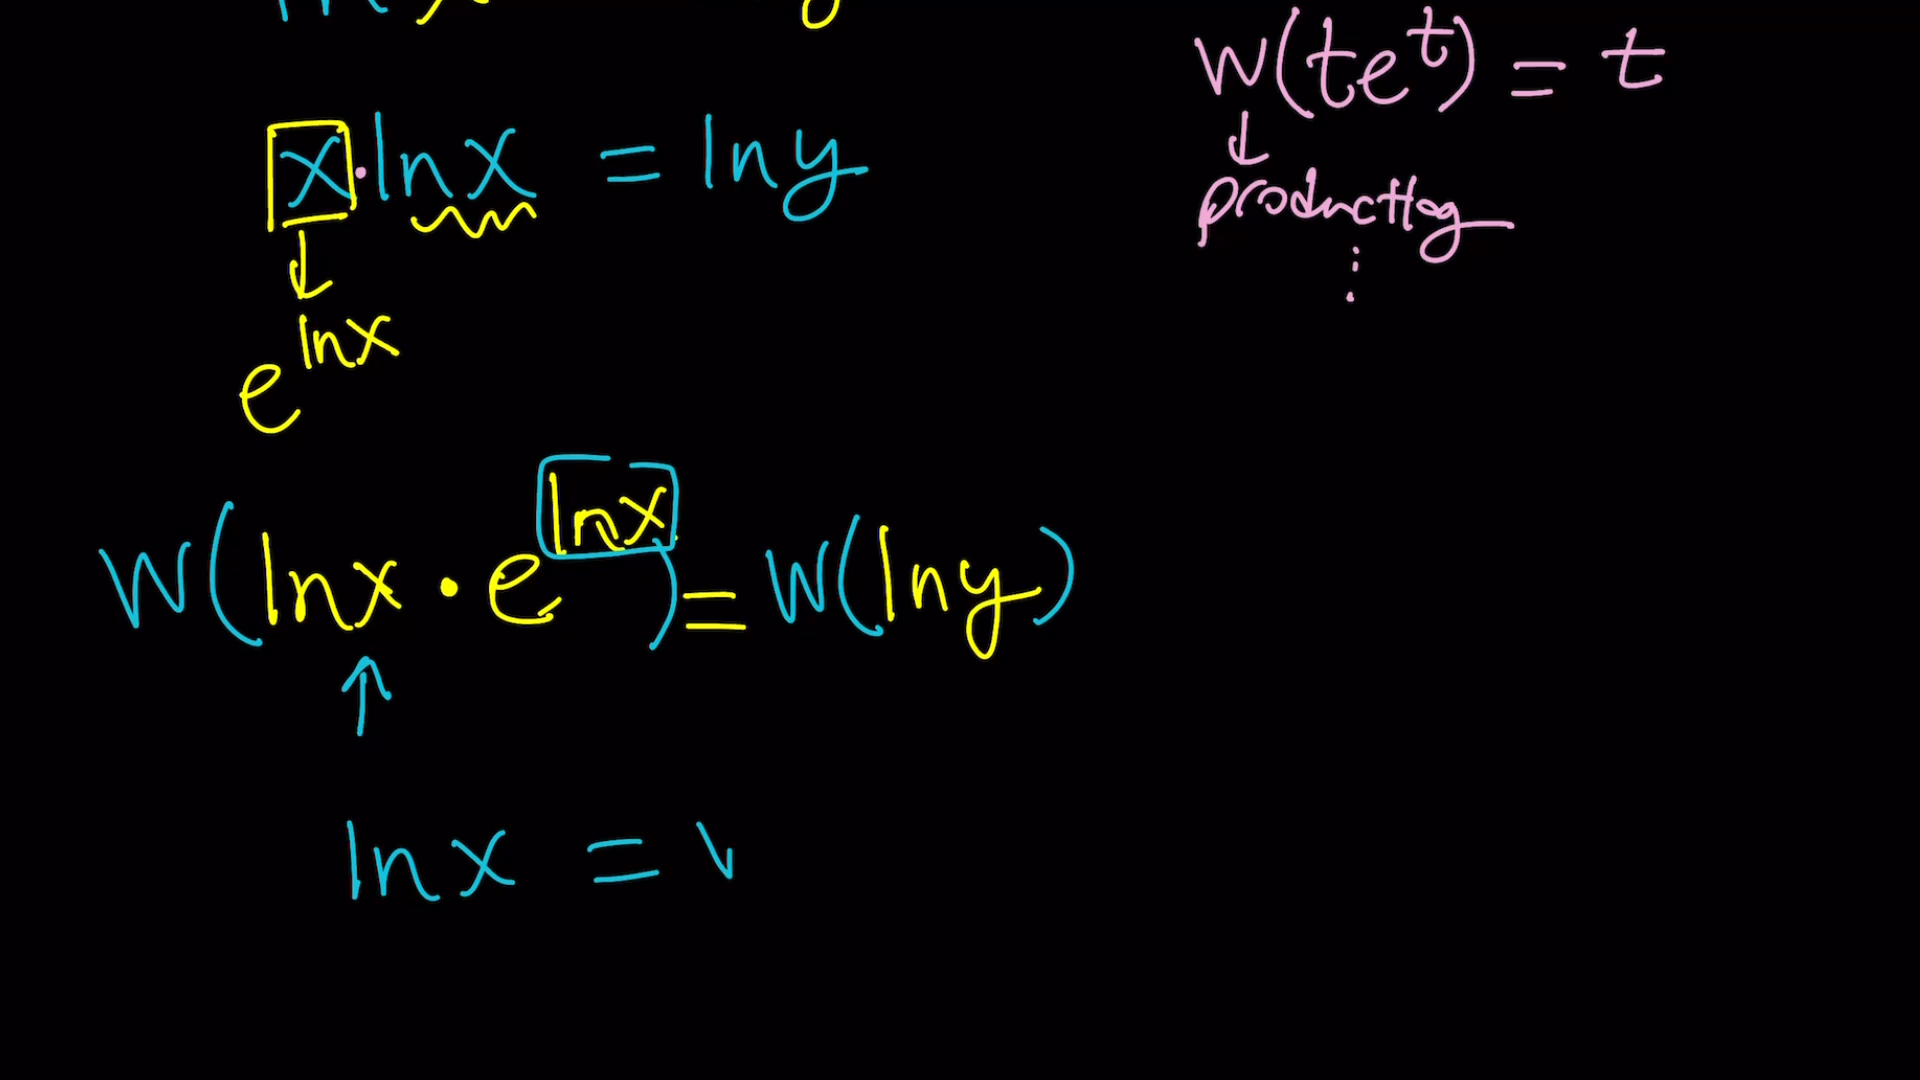 x·lnx = lny
e^lnx
W(lnx · e^lnx) = W(lny)
lnx =
W(te^t) = t
productlog